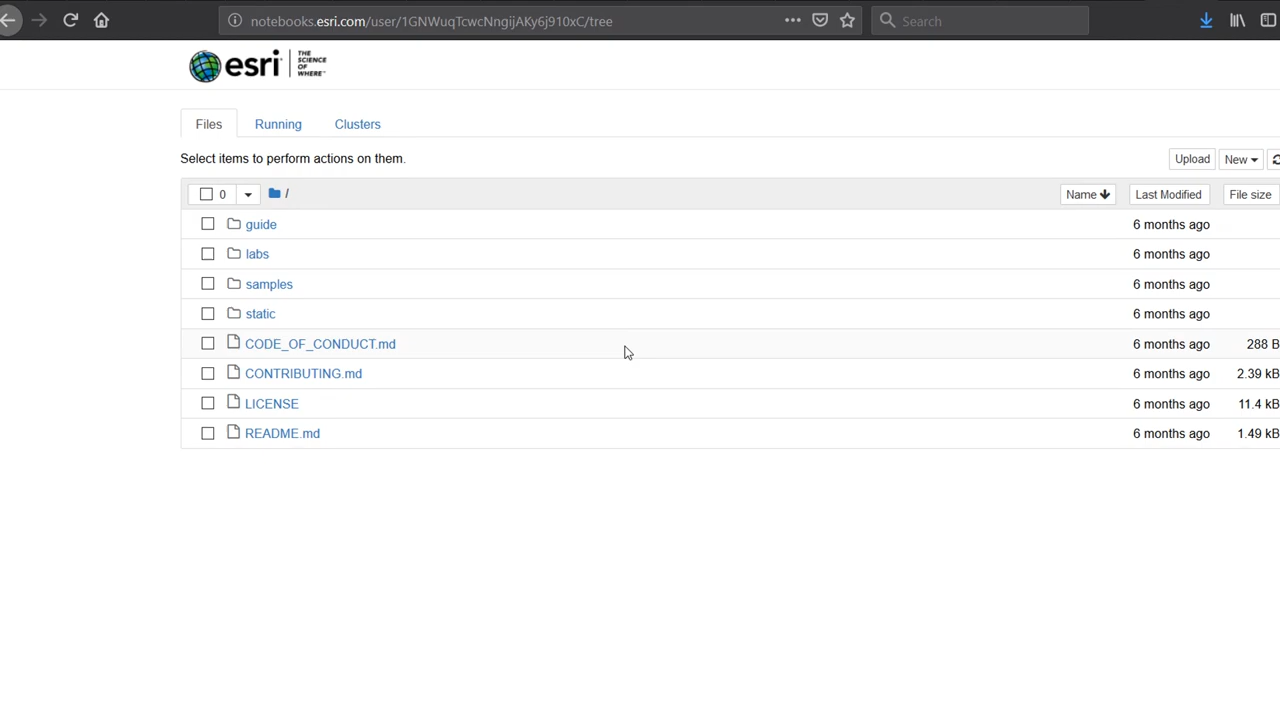 notebooks.esri.com/user/1GNWuqTcwcNngijAKy6j910xC/tree
Search
esri THE SCIENCE OF WHERE™
Files Running Clusters
Select items to perform actions on them.
Upload New
0 / Name Last Modified File size
guide 6 months ago
labs 6 months ago
samples 6 months ago
static 6 months ago
CODE_OF_CONDUCT.md 6 months ago 288 B
CONTRIBUTING.md 6 months ago 2.39 kB
LICENSE 6 months ago 11.4 kB
README.md 6 months ago 1.49 kB